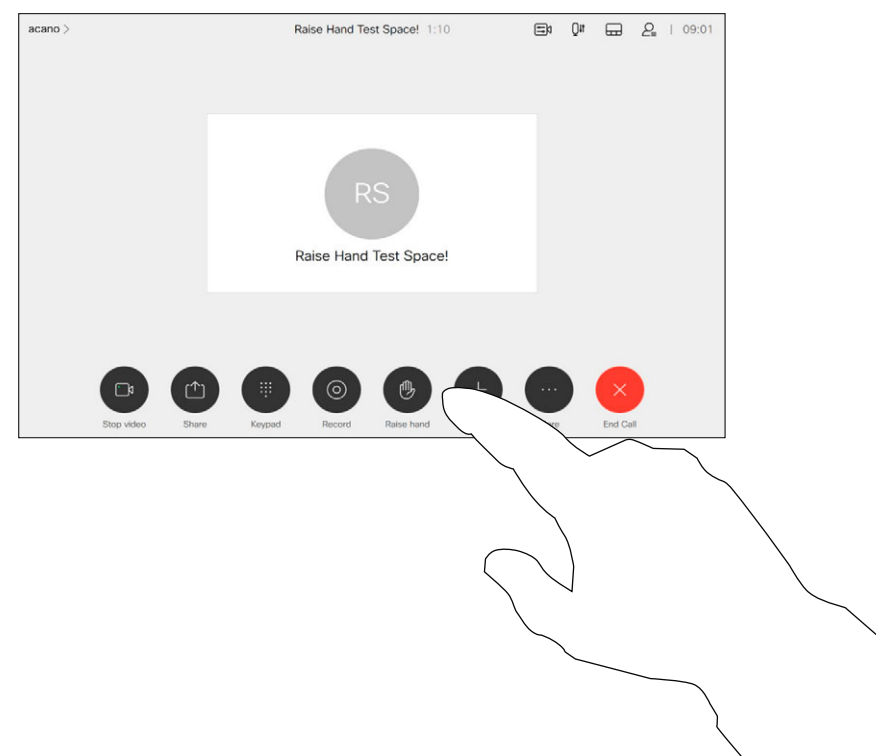 acano >
Raise Hand Test Space! 1:10
| 09:01
RS
Raise Hand Test Space!
Stop video
Share
Keypad
Record
Raise hand
End Call